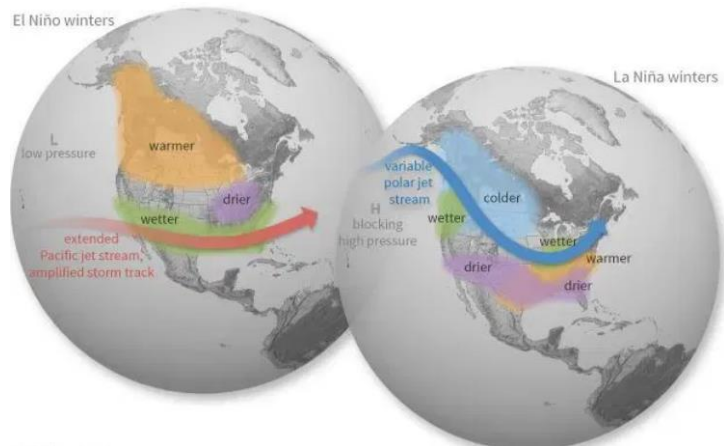 El Niño winters
L
low pressure
warmer
drier
wetter
extended
Pacific jet stream,
amplified storm track
La Niña winters
variable
polar jet
stream
colder
H
blocking
high pressure
wetter
wetter
warmer
drier
drier